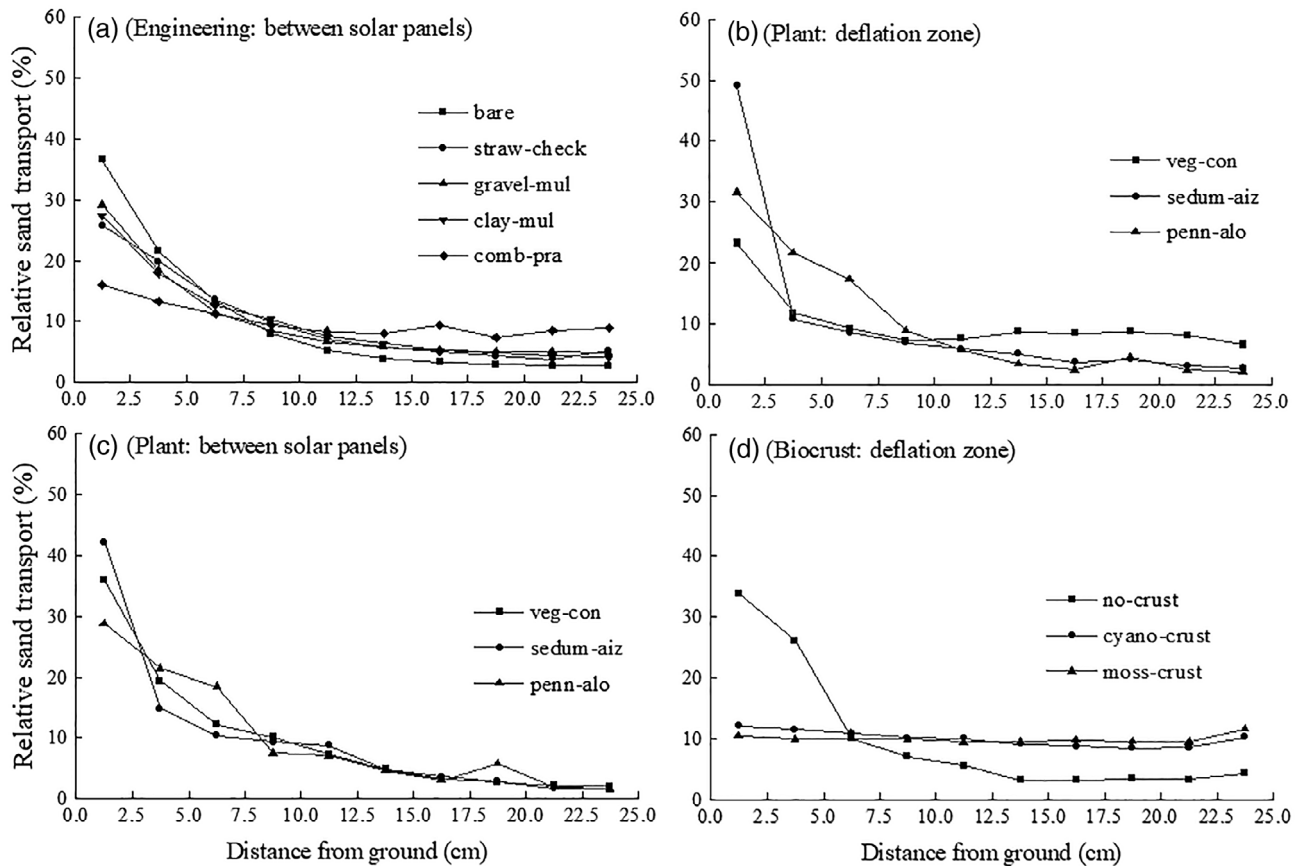 (a) (Engineering: between solar panels)
Relative sand transport (%)
60
50
40
30
20
10
0
bare
straw-check
gravel-mul
clay-mul
comb-pra
0.0 2.5 5.0 7.5 10.0 12.5 15.0 17.5 20.0 22.5 25.0
(b) (Plant: deflation zone)
60
50
40
30
20
10
0
veg-con
sedum-aiz
penn-alo
0.0 2.5 5.0 7.5 10.0 12.5 15.0 17.5 20.0 22.5 25.0
(c) (Plant: between solar panels)
Relative sand transport (%)
60
50
40
30
20
10
0
veg-con
sedum-aiz
penn-alo
0.0 2.5 5.0 7.5 10.0 12.5 15.0 17.5 20.0 22.5 25.0
Distance from ground (cm)
(d) (Biocrust: deflation zone)
60
50
40
30
20
10
0
no-crust
cyano-crust
moss-crust
0.0 2.5 5.0 7.5 10.0 12.5 15.0 17.5 20.0 22.5 25.0
Distance from ground (cm)